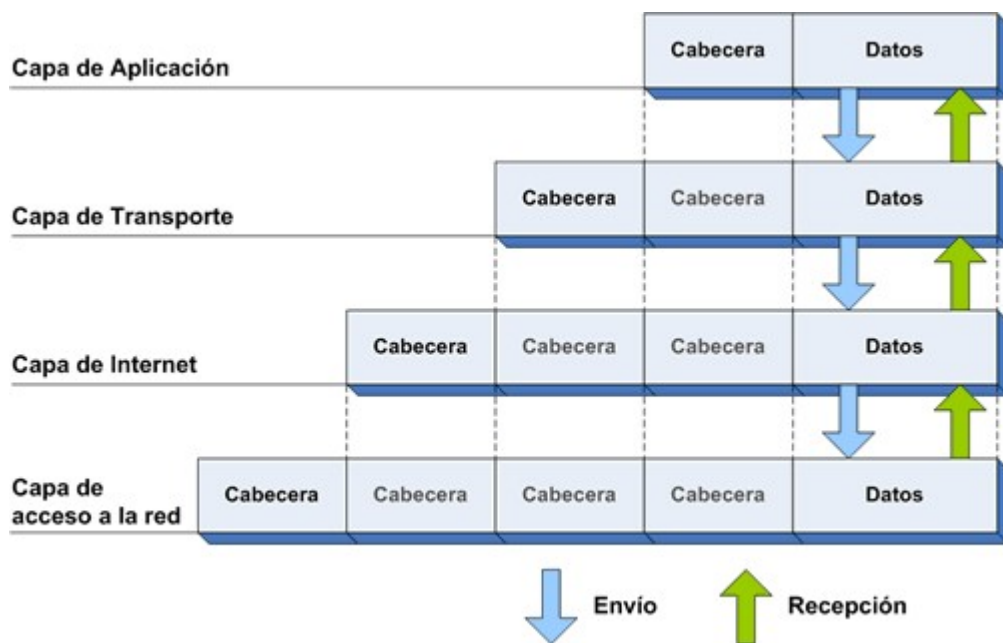 Cabecera Datos
Capa de Aplicación
Cabecera Cabecera Datos
Capa de Transporte
Cabecera Cabecera Cabecera Datos
Capa de Internet
Cabecera Cabecera Cabecera Cabecera Datos
Capa de
acceso a la red
Envío Recepción